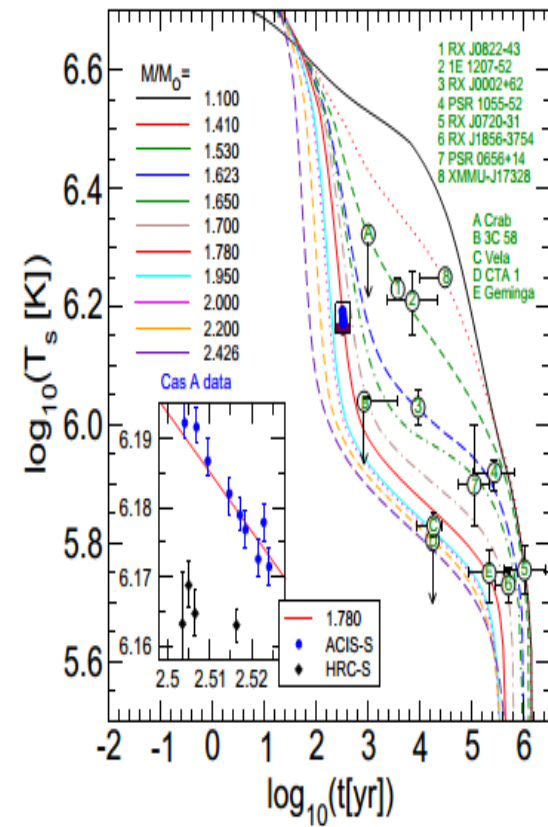 log10(Ts [K])
6.6
6.4
6.2
6.0
5.8
5.6
M/Mo=
1.100
1.410
1.530
1.623
1.650
1.700
1.780
1.950
2.000
2.200
2.426
1 RX J0822-43
2 1E 1207-52
3 RX J0002+62
4 PSR 1055-52
5 RX J0720-31
6 RX J1856-3754
7 PSR 0656+14
8 XMMU-J17328
A Crab
B 3C 58
C Vela
D CTA 1
E Geminga
A
8
1
2
B
3
4
7
C
D
E
6
5
Cas A data
6.19
6.18
6.17
6.16
2.5 2.51 2.52
1.780
ACIS-S
HRC-S
-2 -1 0 1 2 3 4 5 6
log10(t[yr])